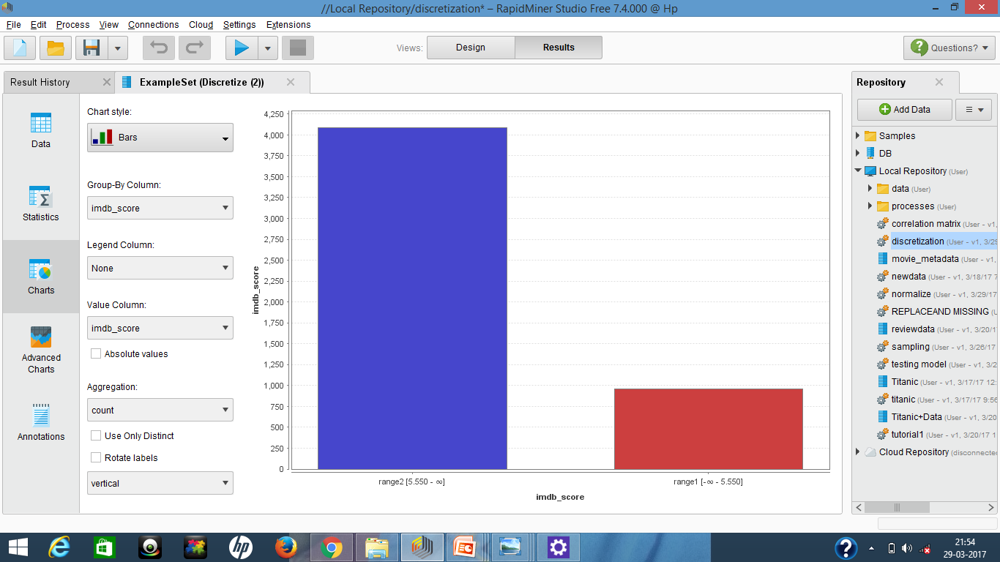 //Local Repository/discretization* – RapidMiner Studio Free 7.4.000 @ Hp
File Edit Process View Connections Cloud Settings Extensions
Views: Design Results
Questions?
Result History
ExampleSet (Discretize (2))
Data
Statistics
Charts
Advanced
Charts
Annotations
Chart style:
Bars
Group-By Column:
imdb_score
Legend Column:
None
Value Column:
imdb_score
Absolute values
Aggregation:
count
Use Only Distinct
Rotate labels
vertical
imdb_score
4,250
4,000
3,750
3,500
3,250
3,000
2,750
2,500
2,250
2,000
1,750
1,500
1,250
1,000
750
500
250
0
range2 [5.550 - ∞]
range1 [-∞ - 5.550]
imdb_score
Repository
Add Data
Samples
DB
Local Repository (User)
data (User)
processes (User)
correlation matrix (User - v1,
discretization (User - v1, 3/29
movie_metadata (User - v1,
newdata (User - v1, 3/18/17 7
normalize (User - v1, 3/29/17
REPLACEAND MISSING (U
reviewdata (User - v1, 3/20/1
sampling (User - v1, 3/26/17
testing model (User - v1, 3/2
Titanic (User - v1, 3/17/17 12:
titanic (User - v1, 3/17/17 9:56
Titanic+Data (User - v1, 3/20
tutorial1 (User - v1, 3/20/17 1
Cloud Repository (disconnected
hp
21:54
29-03-2017